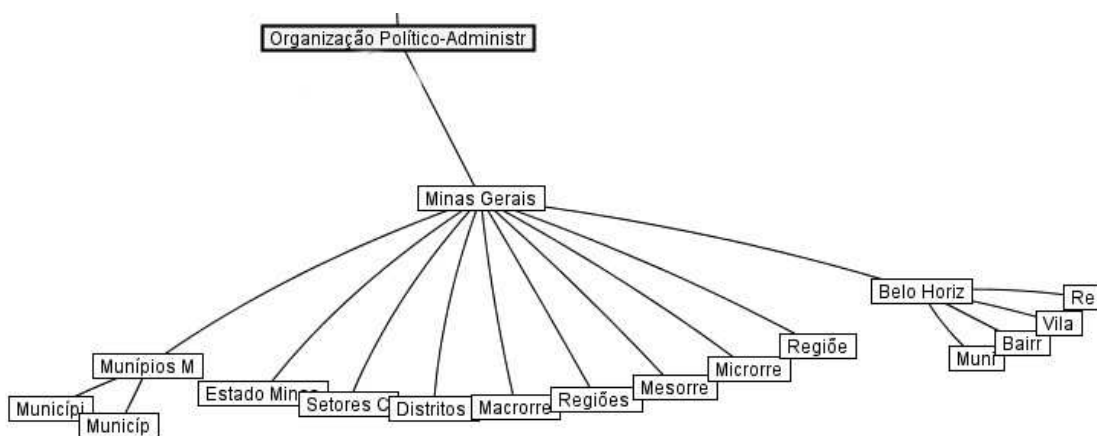 Organização Político-Administr
Minas Gerais
Belo Horiz
Re
Vila
Bairr
Muni
Regiõe
Microrre
Mesorre
Regiões
Macrorre
Distritos
Setores C
Estado Minas
Munípios M
Municípi
Municíp